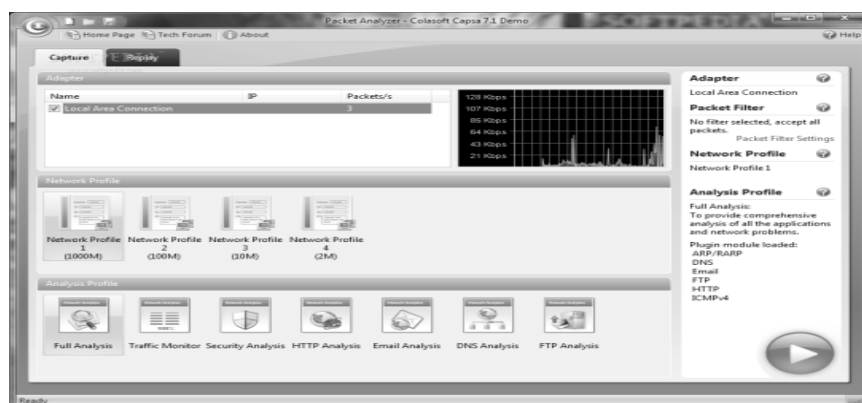 Packet Analyzer - Colasoft Capsa 7.1 Demo
SOFTPEDIA
Home Page Tech Forum About
Help
Capture Replay
Adapter
Name IP Packets/s
Local Area Connection 3
128 Kbps
107 Kbps
85 Kbps
64 Kbps
43 Kbps
21 Kbps
Network Profile
Network Profile 1 (1000M)
Network Profile 2 (100M)
Network Profile 3 (10M)
Network Profile 4 (2M)
Analysis Profile
Full Analysis Traffic Monitor Security Analysis HTTP Analysis Email Analysis DNS Analysis FTP Analysis
Adapter
Local Area Connection
Packet Filter
No filter selected, accept all
packets.
Packet Filter Settings
Network Profile
Network Profile 1
Analysis Profile
Full Analysis:
To provide comprehensive
analysis of all the applications
and network problems.
Plugin module loaded:
ARP/RARP
DNS
Email
FTP
HTTP
ICMPv4
Ready